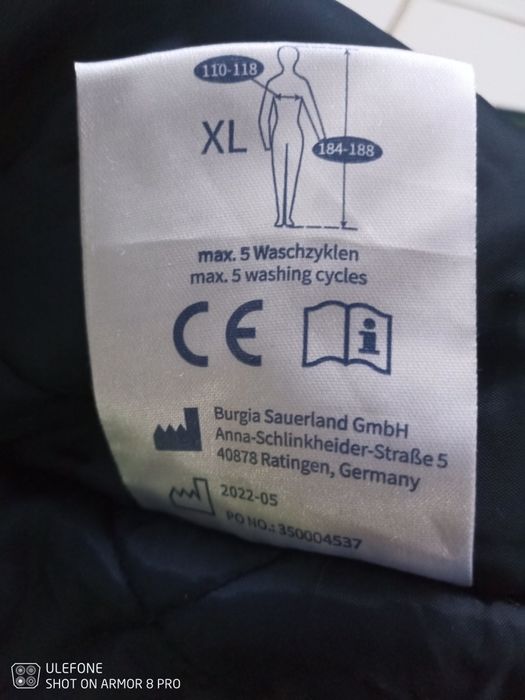 110-118
XL
184-188
max. 5 Waschzyklen
max. 5 washing cycles
CE
i
Burgia Sauerland GmbH
Anna-Schlinkheider-Straße 5
40878 Ratingen, Germany
2022-05
PO NO.: 350004537
ULEFONE
SHOT ON ARMOR 8 PRO